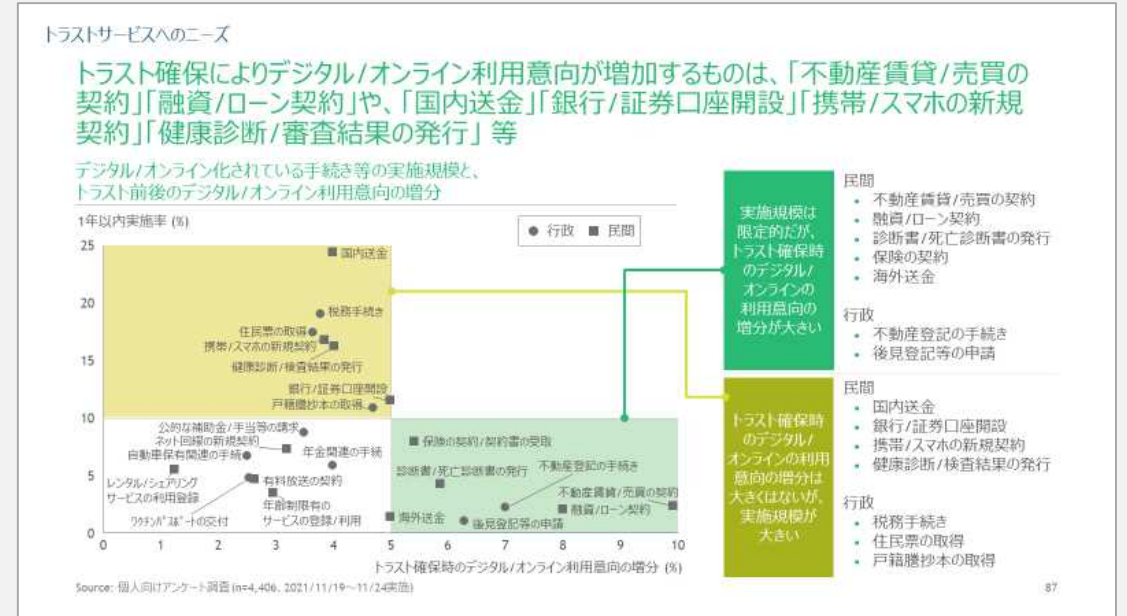 トラストサービスへのニーズ
トラスト確保によりデジタル/オンライン利用意向が増加するものは、「不動産賃貸/売買の
契約」「融資/ローン契約」や、「国内送金」「銀行/証券口座開設」「携帯/スマホの新規
契約」「健康診断/審査結果の発行」 等
デジタル/オンライン化されている手続き等の実施規模と、
トラスト前後のデジタル/オンライン利用意向の増分
1年以内実施率 (%)
行政 民間
25
国内送金
20
税務手続き
住民票の取得
携帯/スマホの新規契約
15
健康診断/検査結果の発行
銀行/証券口座開設
戸籍謄抄本の取得
10
公的な補助金/手当等の請求
ネット回線の新規契約
自動車保有関連の手続
年金関連の手続
保険の契約/契約書の受取
5
レンタル/シェアリング
サービスの利用登録
有料放送の契約
診断書/死亡診断書の発行
不動産登記の手続き
年齢制限有の
サービスの登録/利用
ワクチンパスポートの交付
海外送金
後見登記等の申請
不動産賃貸/売買の契約
融資/ローン契約
0
0 1 2 3 4 5 6 7 8 9 10
トラスト確保時のデジタル/オンライン利用意向の増分 (%)
実施規模は
限定的だが、
トラスト確保時
のデジタル/
オンラインの
利用意向の
増分が大きい
民間
• 不動産賃貸/売買の契約
• 融資/ローン契約
• 診断書/死亡診断書の発行
• 保険の契約
• 海外送金
行政
• 不動産登記の手続き
• 後見登記等の申請
トラスト確保時
のデジタル/
オンラインの利用
意向の増分は
大きくはないが、
実施規模が
大きい
民間
• 国内送金
• 銀行/証券口座開設
• 携帯/スマホの新規契約
• 健康診断/検査結果の発行
行政
• 税務手続き
• 住民票の取得
• 戸籍謄抄本の取得
Source: 個人向けアンケート調査 (n=4,406, 2021/11/19～11/24実施)
87